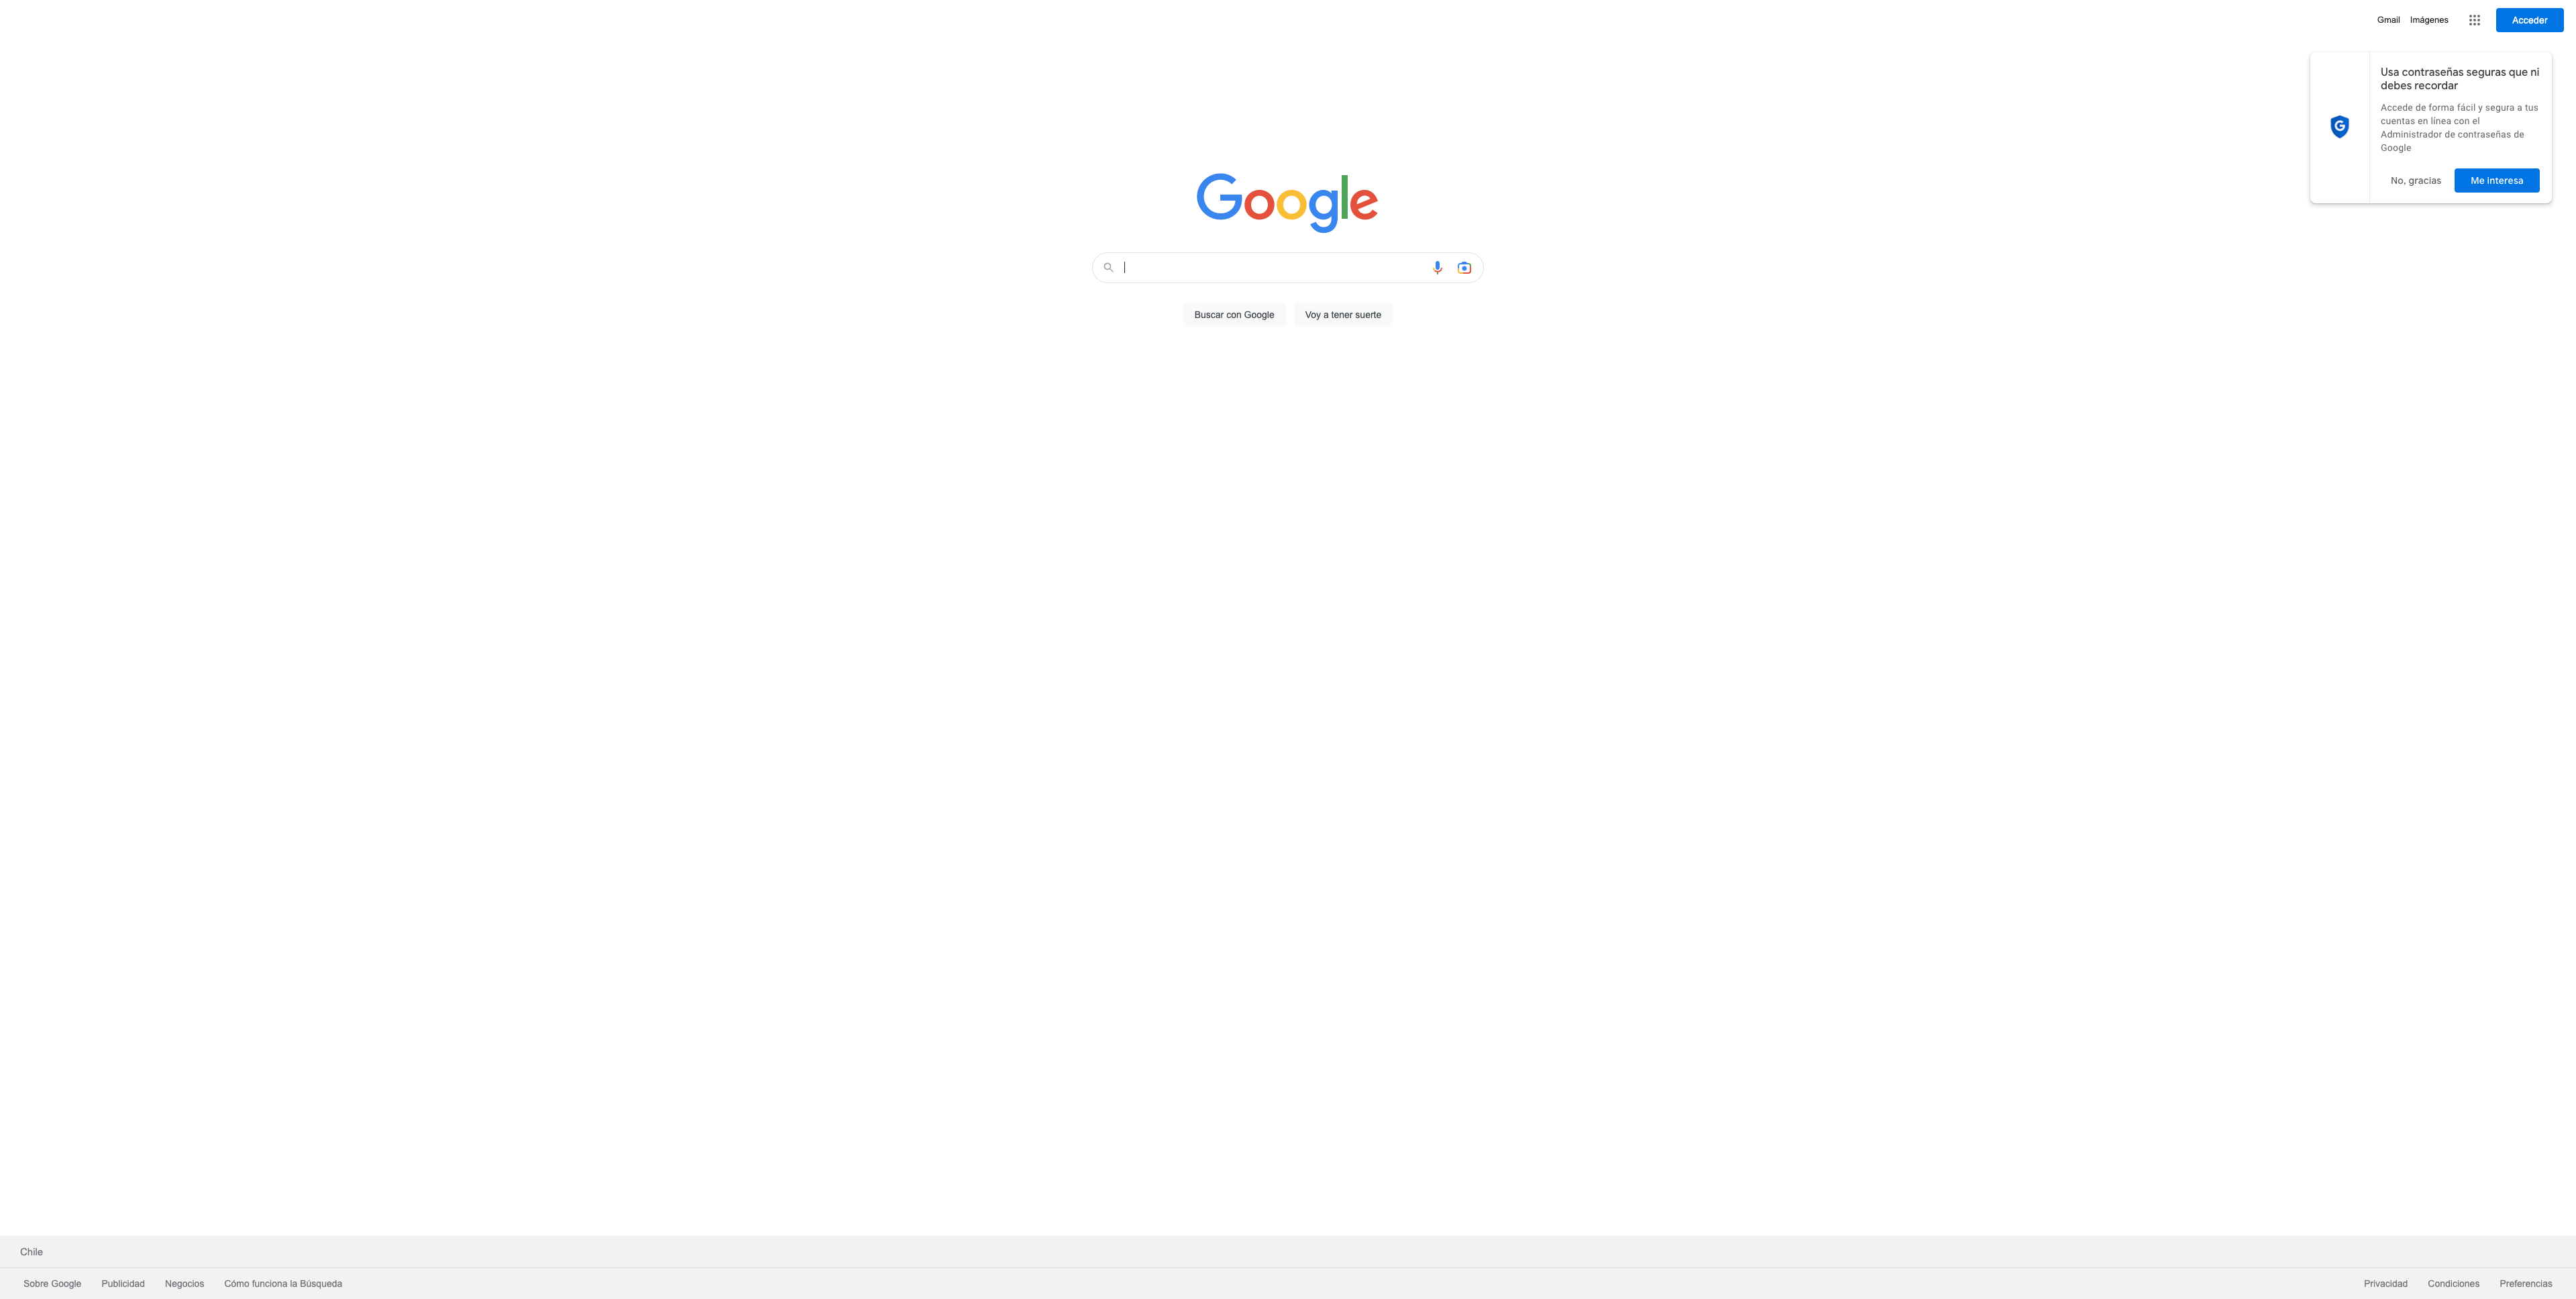 Gmail Imágenes Acceder
Usa contraseñas seguras que ni
debes recordar
Accede de forma fácil y segura a tus
cuentas en línea con el
Administrador de contraseñas de
Google
No, gracias Me interesa
Google
Buscar con Google Voy a tener suerte
Chile
Sobre Google Publicidad Negocios Cómo funciona la Búsqueda Privacidad Condiciones Preferencias